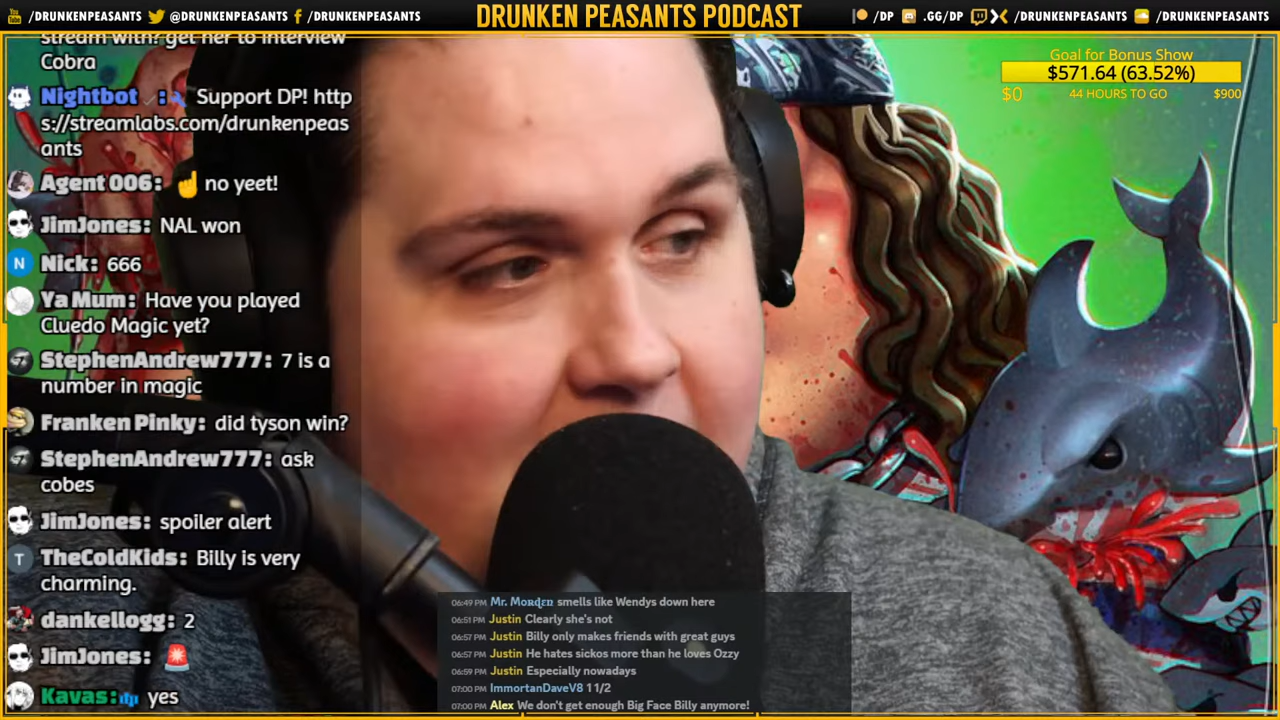 /DRUNKENPEASANTS @DRUNKENPEASANTS /DRUNKENPEASANTS DRUNKEN PEASANTS PODCAST /DP .GG/DP /DRUNKENPEASANTS /DRUNKENPEASANTS
stream with? get her to interview
Cobra
Nightbot : Support DP! http
s://streamlabs.com/drunkenpeas
ants
Agent 006: ☝ no yeet!
JimJones: NAL won
N Nick: 666
Ya Mum: Have you played
Cluedo Magic yet?
StephenAndrew777: 7 is a
number in magic
Franken Pinky: did tyson win?
StephenAndrew777: ask
cobes
JimJones: spoiler alert
T TheColdKids: Billy is very
charming.
dankellogg: 2
JimJones: 🚨
Kavas: yes
Goal for Bonus Show
$571.64 (63.52%)
$0 44 HOURS TO GO $900
06:49 PM Mr. Morden smells like Wendys down here
06:51 PM Justin Clearly she's not
06:57 PM Justin Billy only makes friends with great guys
06:57 PM Justin He hates sickos more than he loves Ozzy
06:59 PM Justin Especially nowadays
07:00 PM ImmortanDaveV8 11/2
07:00 PM Alex We don't get enough Big Face Billy anymore!